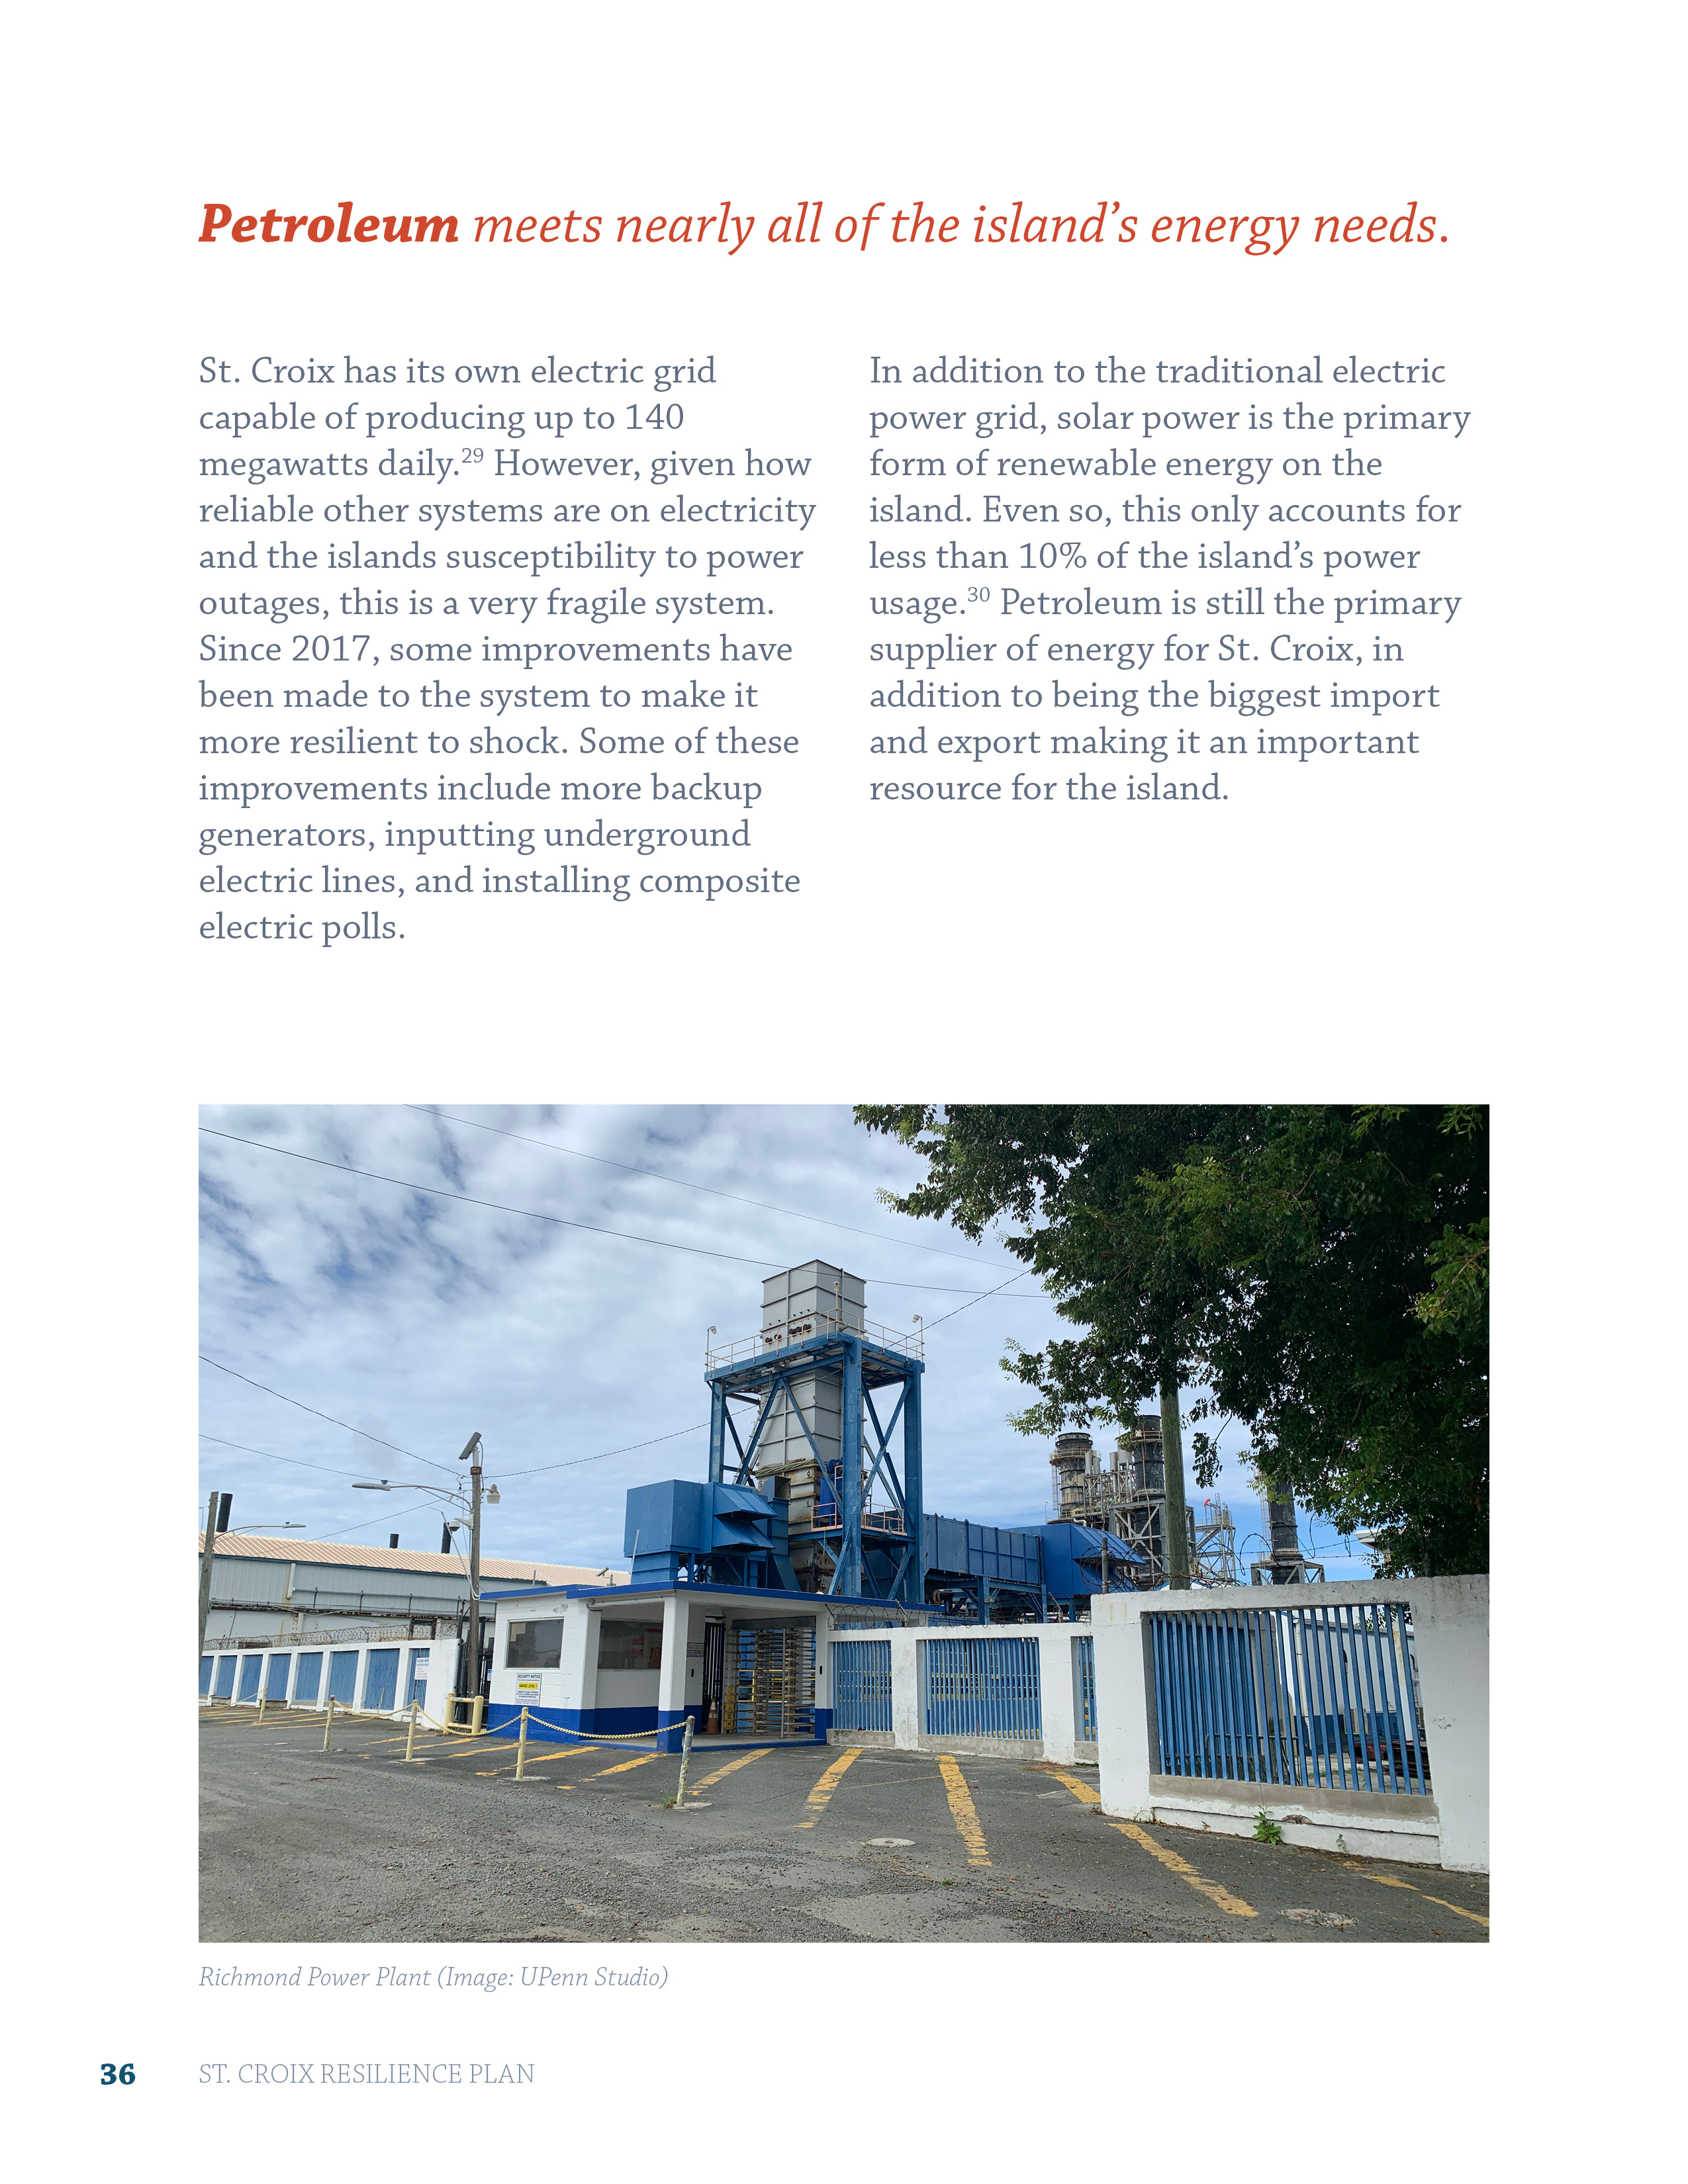 Petroleum meets nearly all of the island’s energy needs.
St. Croix has its own electric grid
capable of producing up to 140
megawatts daily.29 However, given how
reliable other systems are on electricity
and the islands susceptibility to power
outages, this is a very fragile system.
Since 2017, some improvements have
been made to the system to make it
more resilient to shock. Some of these
improvements include more backup
generators, inputting underground
electric lines, and installing composite
electric polls.
In addition to the traditional electric
power grid, solar power is the primary
form of renewable energy on the
island. Even so, this only accounts for
less than 10% of the island’s power
usage.30 Petroleum is still the primary
supplier of energy for St. Croix, in
addition to being the biggest import
and export making it an important
resource for the island.
SECURITY NOTICE
Richmond Power Plant (Image: UPenn Studio)
36 ST. CROIX RESILIENCE PLAN